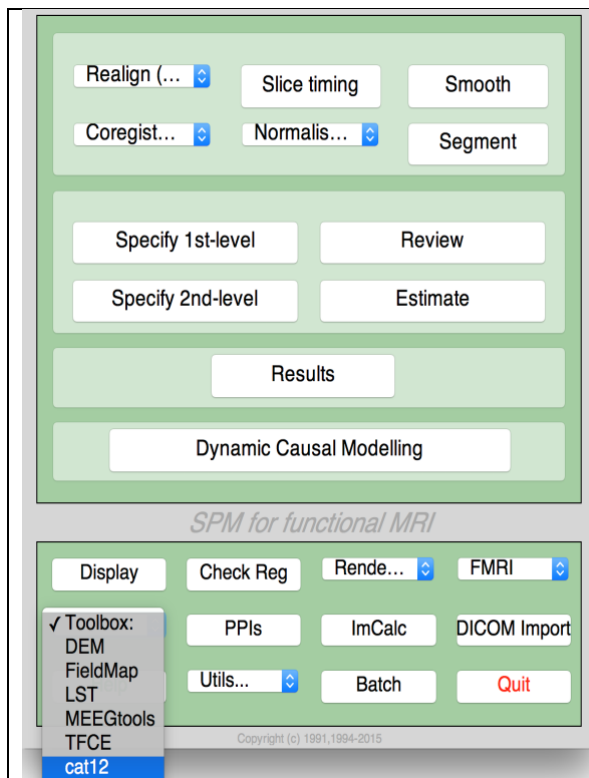 Realign (...
Slice timing
Smooth
Coregist...
Normalis...
Segment
Specify 1st-level
Review
Specify 2nd-level
Estimate
Results
Dynamic Causal Modelling
SPM for functional MRI
Display
Check Reg
Rende...
FMRI
✓ Toolbox:
PPIs
ImCalc
DICOM Import
DEM
FieldMap
LST
Utils...
Batch
Quit
MEEGtools
TFCE
cat12
Copyright (c) 1991,1994-2015